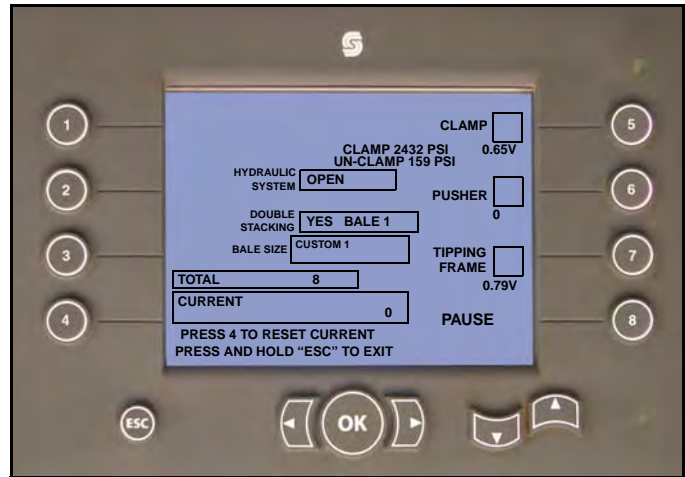 S
1
5
CLAMP
CLAMP 2432 PSI 0.65V
UN-CLAMP 159 PSI
2
HYDRAULIC
SYSTEM OPEN
PUSHER
6
0
DOUBLE
STACKING YES BALE 1
3
BALE SIZE CUSTOM 1
TIPPING
FRAME
7
TOTAL 8
0.79V
4
CURRENT
0
PAUSE
8
PRESS 4 TO RESET CURRENT
PRESS AND HOLD “ESC” TO EXIT
ESC
OK